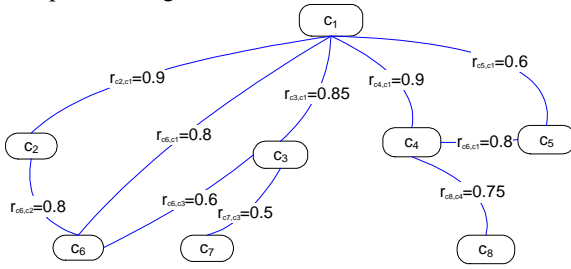 c1
rc2,c1=0.9
rc5,c1=0.6
rc4,c1=0.9
rc3,c1=0.85
rc6,c1=0.8
c2
c3
c4
rc6,c1=0.8
c5
rc6,c2=0.8
rc6,c3=0.6
rc7,c3=0.5
rc8,c4=0.75
c6
c7
c8